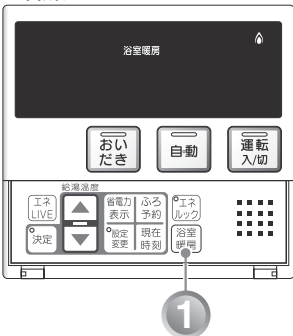 浴室暖房
おい
だき
自動
運転
入/切
給湯温度
エネ
LIVE
省電力
表示
ふろ
予約
エネ
ルック
決定
設定
変更
現在
時刻
浴室
暖房
1